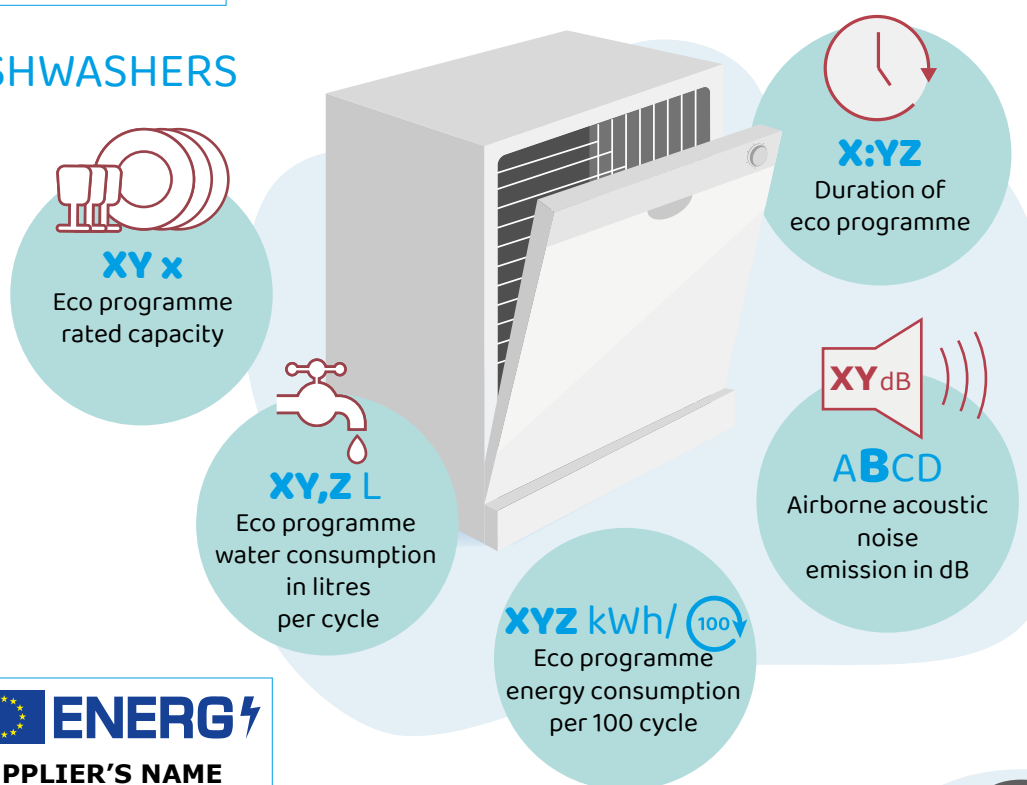 SHWASHERS
X:YZ
Duration of
eco programme
XY x
Eco programme
rated capacity
XY dB
ABCD
Airborne acoustic
noise
emission in dB
XY,Z L
Eco programme
water consumption
in litres
per cycle
XYZ kWh/ 100
Eco programme
energy consumption
per 100 cycle
ENERG
PPLIER'S NAME